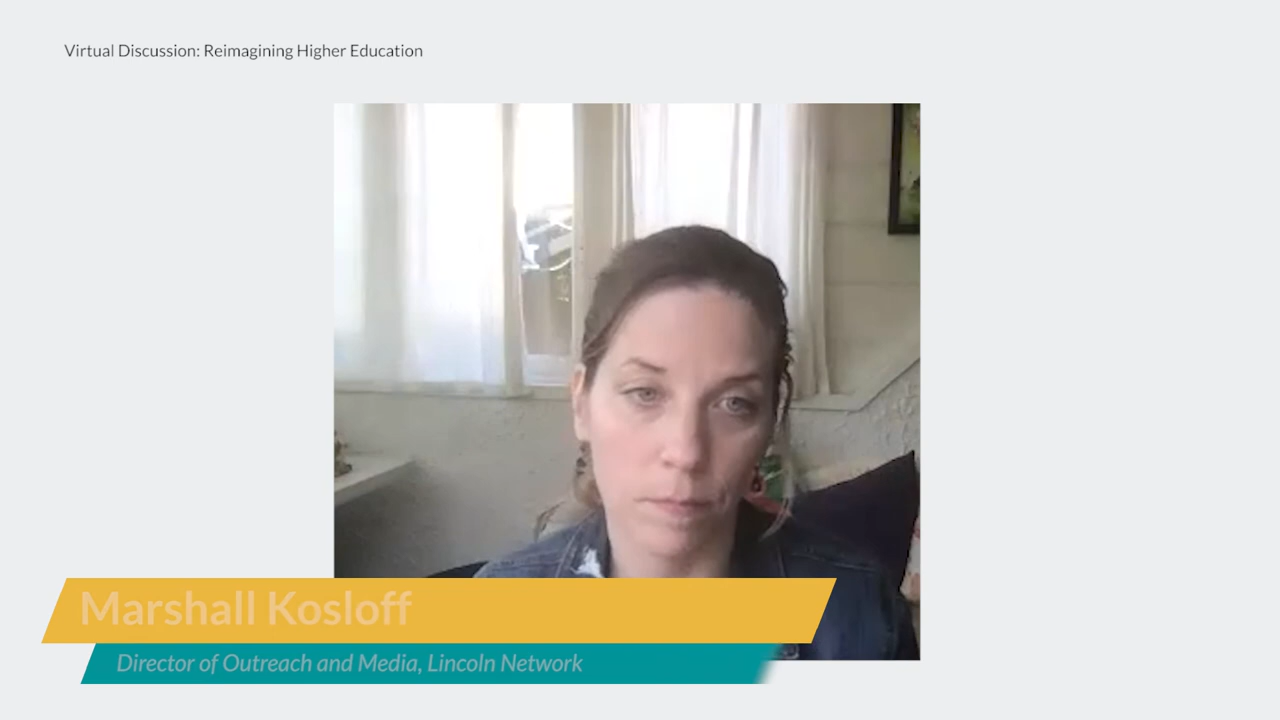 Virtual Discussion: Reimagining Higher Education
Marshall Kosloff
Director of Outreach and Media, Lincoln Network